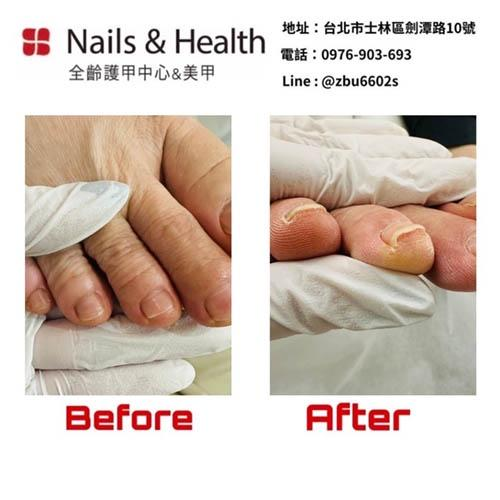 Nails & Health
全齡護甲中心&美甲
地址：台北市士林區劍潭路10號
電話：0976-903-693
Line : @zbu6602s
Before
After